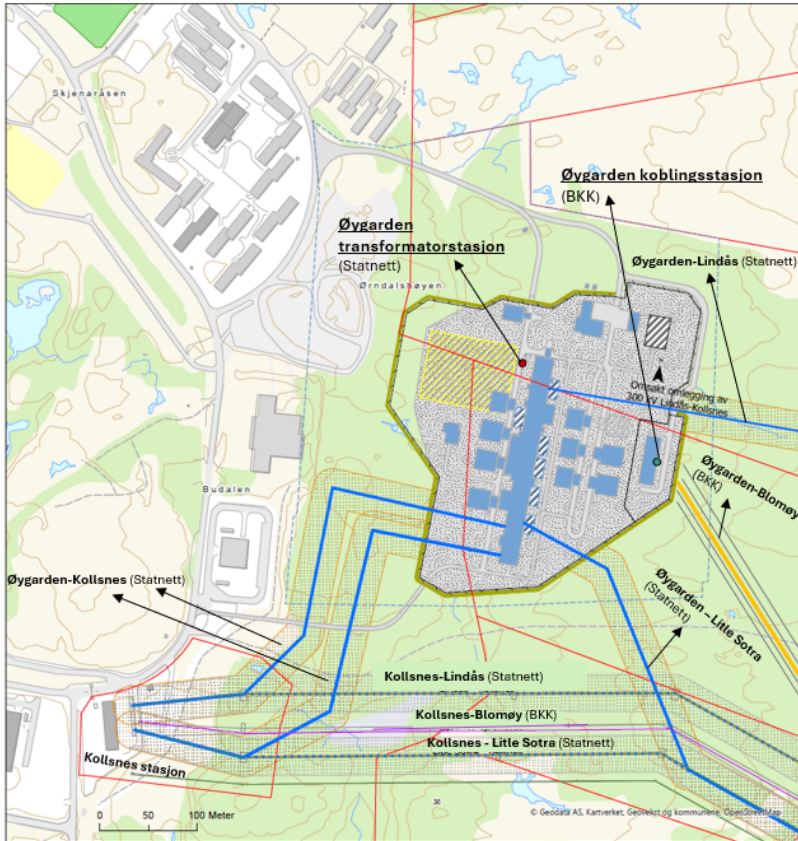 Skjenaråsen
Øygarden koblingsstasjon
(BKK)
Øygarden
transformatorstasjon
(Statnett)
Øygarden-Lindås (Statnett)
Ørndalshøyen
Omsøkt omlegging av
300 kV Lindås-Kollsnes
Øygarden-Blomøy
(BKK)
Budalen
Øygarden-Kollsnes (Statnett)
Øygarden – Litle Sotra
(Statnett)
Kollsnes-Lindås (Statnett)
Kollsnes-Blomøy (BKK)
Kollsnes - Litle Sotra (Statnett)
Kollsnes stasjon
0 50 100 Meter
38
© Geodata AS, Kartverket, Geovekst og kommunene, OpenStreetMap